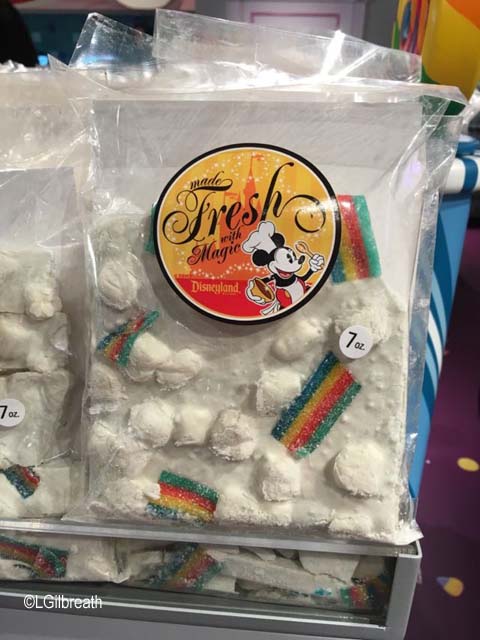 made
Fresh
with
Magic
Disneyland
7 oz.
7 oz.
©LGilbreath